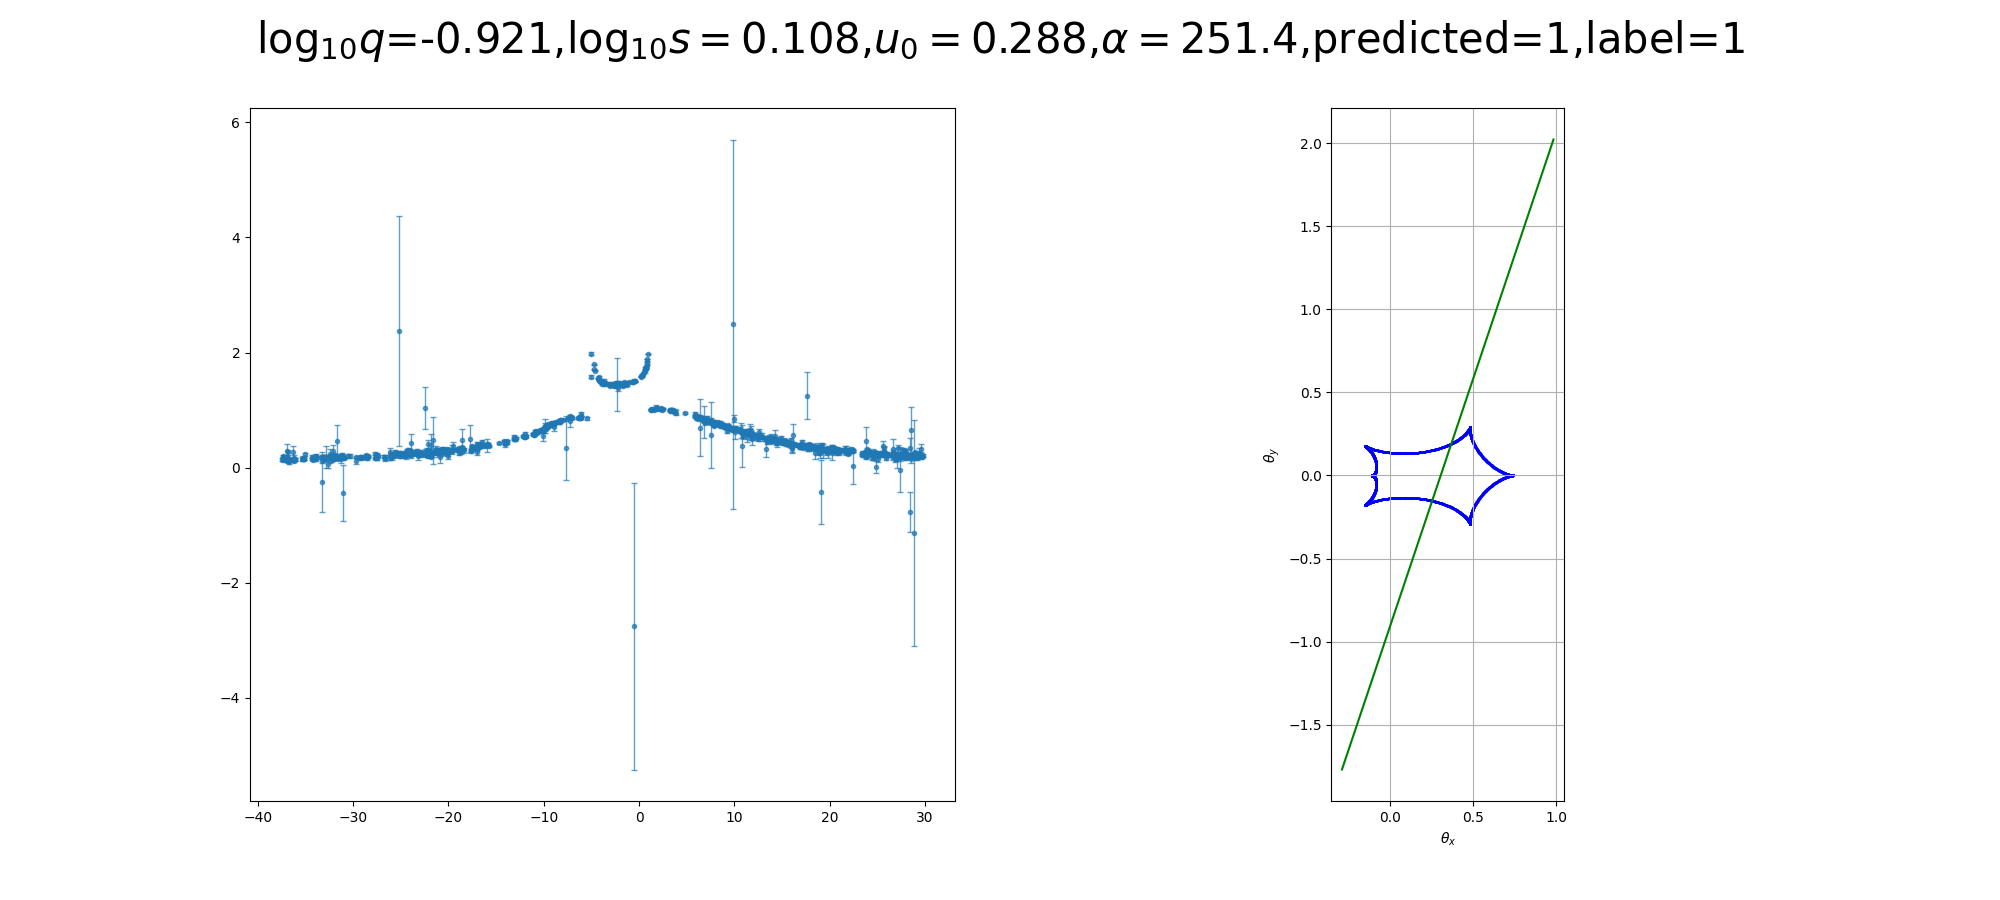 log₁₀q=-0.921,log₁₀s = 0.108,u₀ = 0.288,α = 251.4,predicted=1,label=1
6
4
2
0
−2
−4
−40 −30 −20 −10 0 10 20 30
2.0
1.5
1.0
0.5
0.0
−0.5
−1.0
−1.5
θy
0.0 0.5 1.0
θx